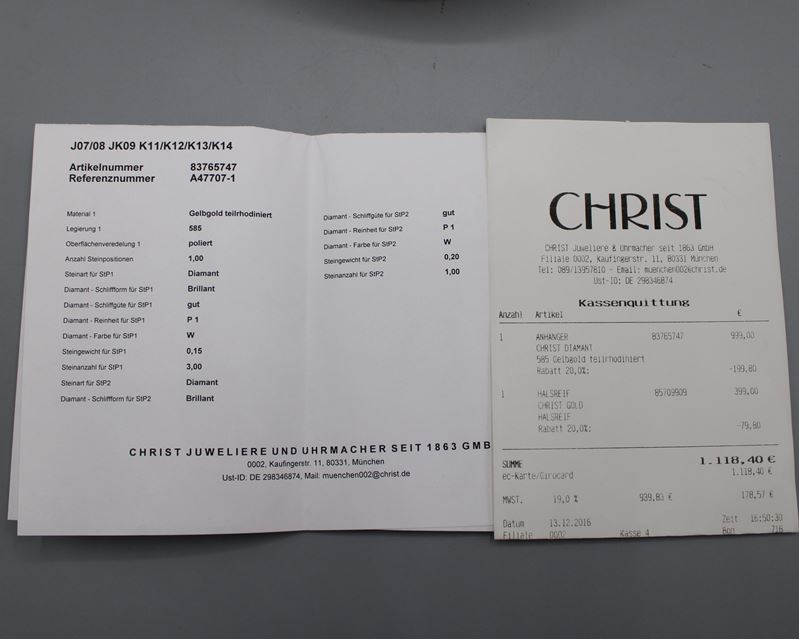 J07/08 JK09 K11/K12/K13/K14
Artikelnummer 83765747
Referenznummer A47707-1
Material 1 Gelbgold teilrhodiniert
Legierung 1 585
Oberflächenveredelung 1 poliert
Anzahl Steinpositionen 1,00
Steinart für StP1 Diamant
Diamant - Schliffform für StP1 Brillant
Diamant - Schliffgüte für StP1 gut
Diamant - Reinheit für StP1 P 1
Diamant - Farbe für StP1 W
Steingewicht für StP1 0,15
Steinanzahl für StP1 3,00
Steinart für StP2 Diamant
Diamant - Schliffform für StP2 Brillant
Diamant - Schliffgüte für StP2 gut
Diamant - Reinheit für StP2 P 1
Diamant - Farbe für StP2 W
Steingewicht für StP2 0,20
Steinanzahl für StP2 1,00
CHRIST JUWELIERE UND UHRMACHER SEIT 1863 GMB
0002, Kaufingerstr. 11, 80331, München
Ust-ID: DE 298346874, Mail: muenchen002@christ.de
CHRIST
CHRIST Juweliere & Uhrmacher seit 1863 GmbH
Filiale 0002, Kaufingerstr. 11, 80331 München
Tel: 089/13957810 - Email: muenchen002@christ.de
Ust-ID: DE 298346874
Kassenquittung
Anzahl Artikel €
1 ANHÄNGER 83765747 999,00
CHRIST DIAMANT
585 Gelbgold teilrhodiniert
Rabatt 20,0%: -199,80
1 HALSREIF 85709909 399,00
CHRIST GOLD
HALSREIF
Rabatt 20,0%: -79,80
SUMME 1.118,40 €
ec-Karte/Girocard 1.118,40 €
MWST. 19,0 % 939,83 € 178,57 €
Datum 13.12.2016 Zeit 16:50:30
Filiale 0002 Kasse 4 Bon 716